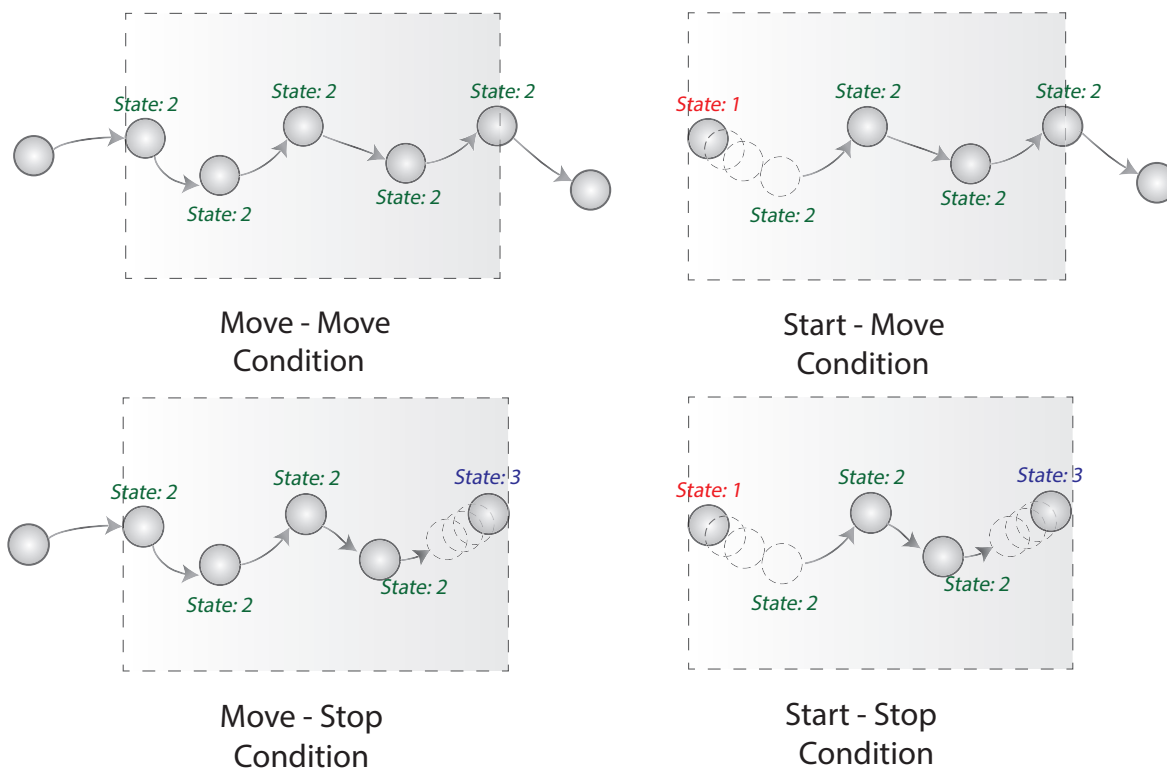 State: 2
State: 2
State: 2
State: 2
State: 2
Move - Move
Condition
State: 1
State: 2
State: 2
State: 2
State: 2
Start - Move
Condition
State: 2
State: 2
State: 3
State: 2
State: 2
Move - Stop
Condition
State: 1
State: 2
State: 3
State: 2
State: 2
Start - Stop
Condition